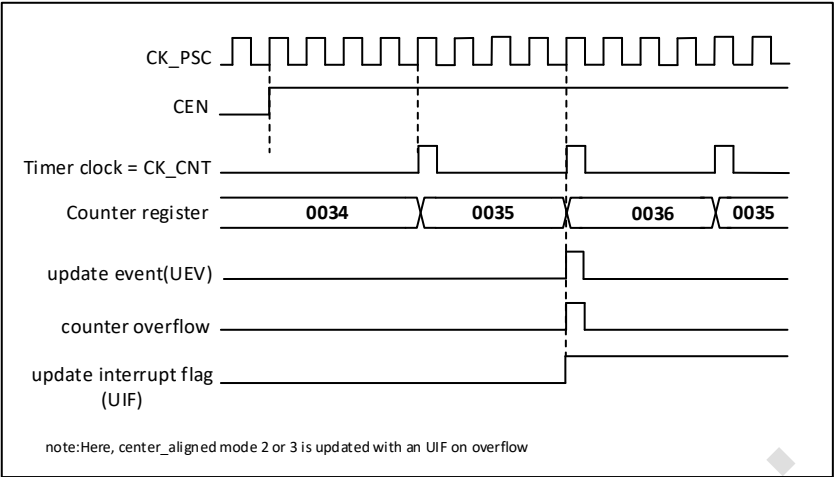 CK_PSC
CEN
Timer clock = CK_CNT
Counter register 0034 0035 0036 0035
update event(UEV)
counter overflow
update interrupt flag
(UIF)
note:Here, center_aligned mode 2 or 3 is updated with an UIF on overflow